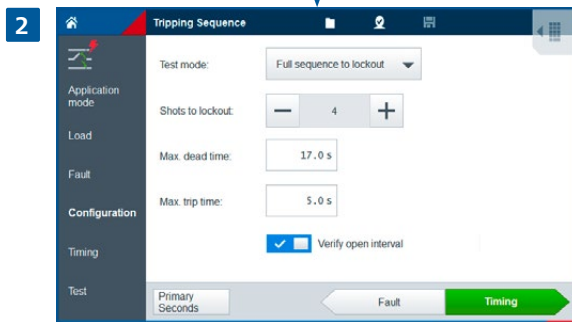 2
Tripping Sequence
Application
mode
Load
Fault
Configuration
Timing
Test
Test mode:
Full sequence to lockout
Shots to lockout:
4
Max. dead time:
17.0 s
Max. trip time:
5.0 s
Verify open interval
Primary
Seconds
Fault
Timing